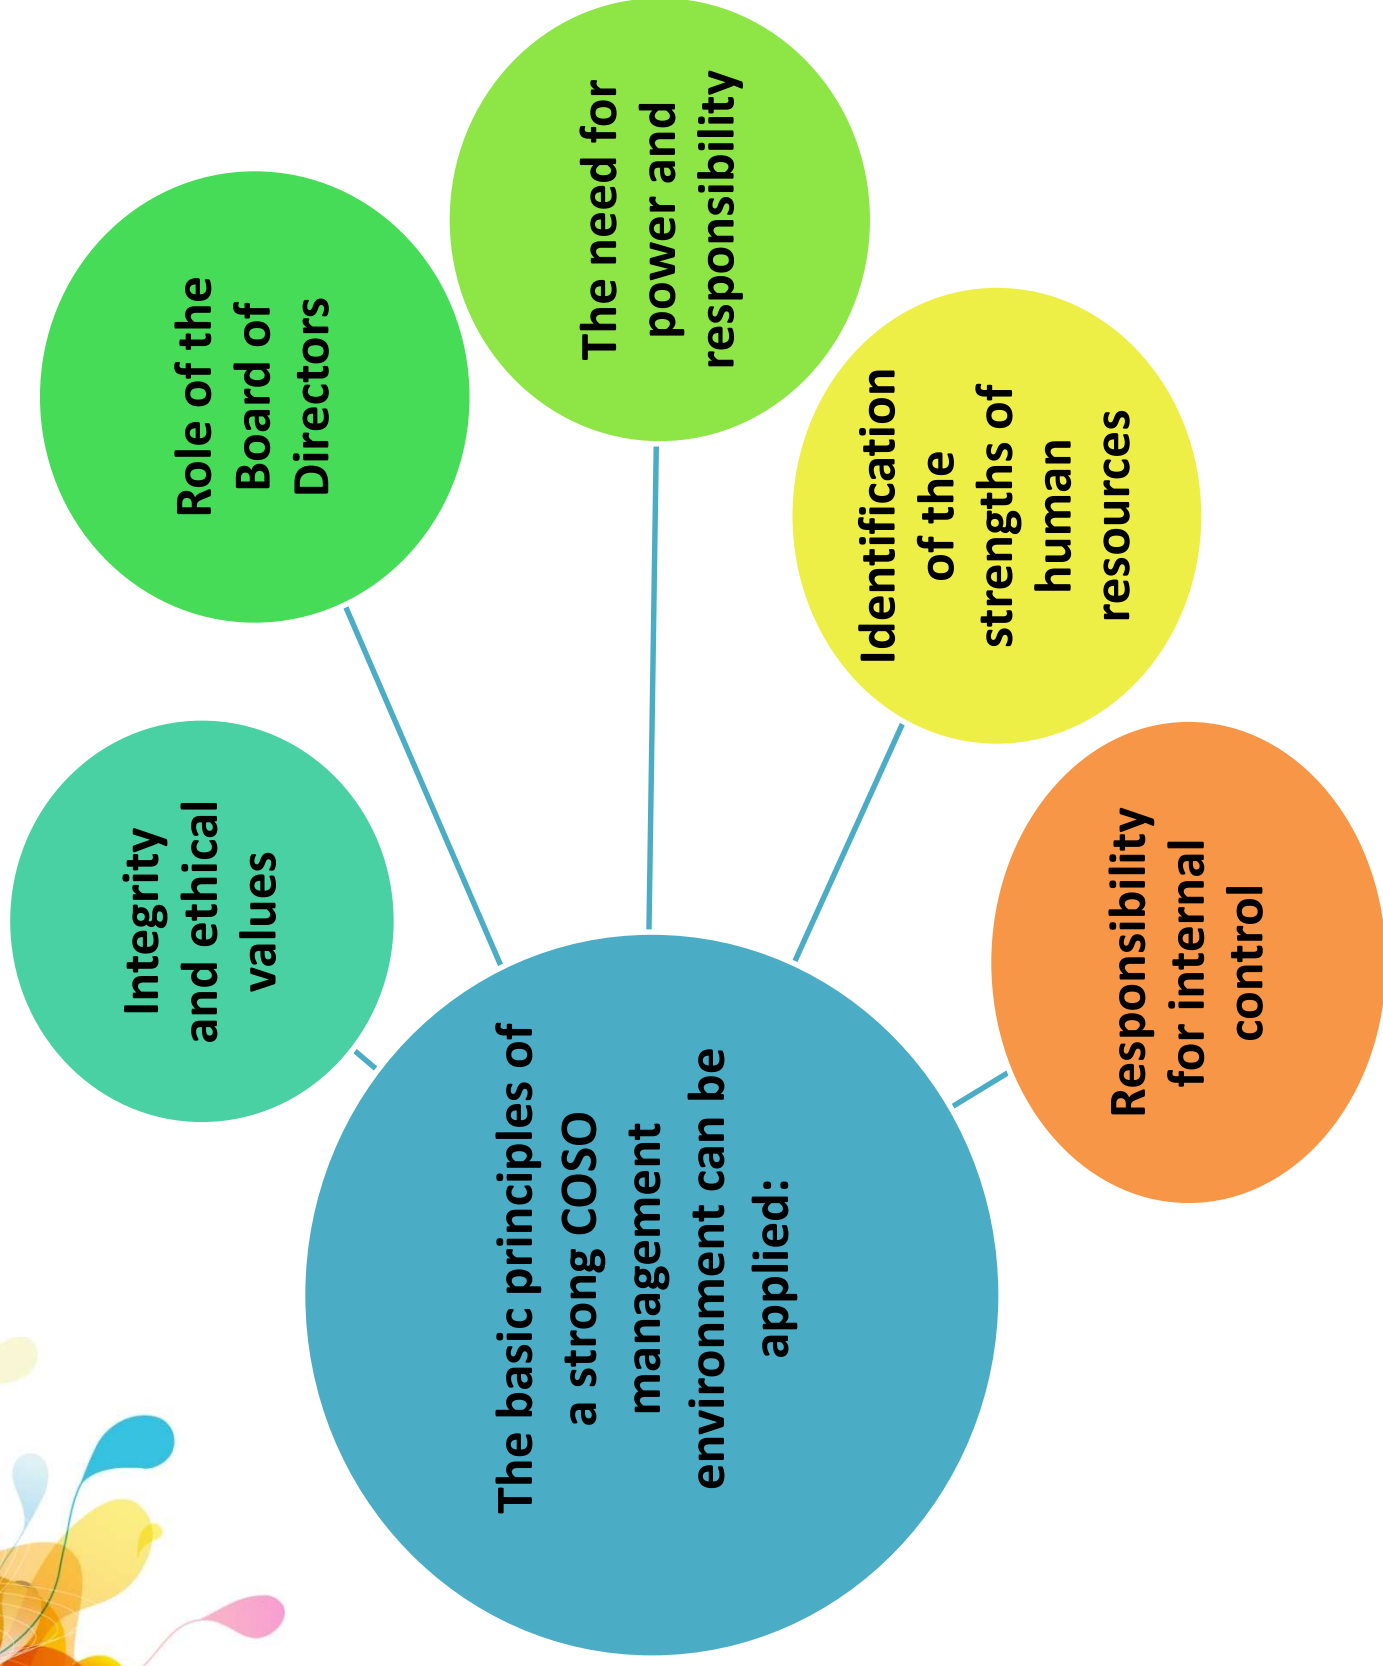 The basic principles of
a strong COSO
management
environment can be
applied:
Integrity
and ethical
values
Role of the
Board of
Directors
The need for
power and
responsibility
Identification
of the
strengths of
human
resources
Responsibility
for internal
control